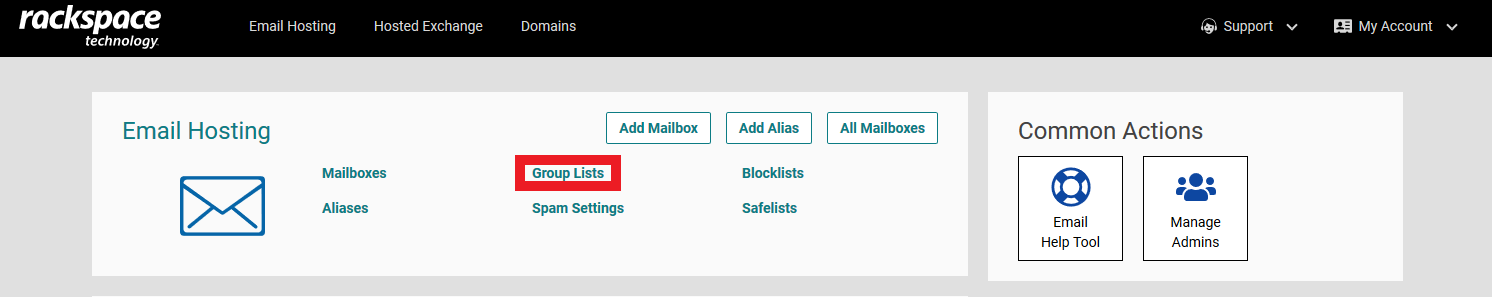 rackspace
technology
Email Hosting
Hosted Exchange
Domains
Support
My Account
Email Hosting
Add Mailbox
Add Alias
All Mailboxes
Mailboxes
Group Lists
Blocklists
Aliases
Spam Settings
Safelists
Common Actions
Email
Help Tool
Manage
Admins